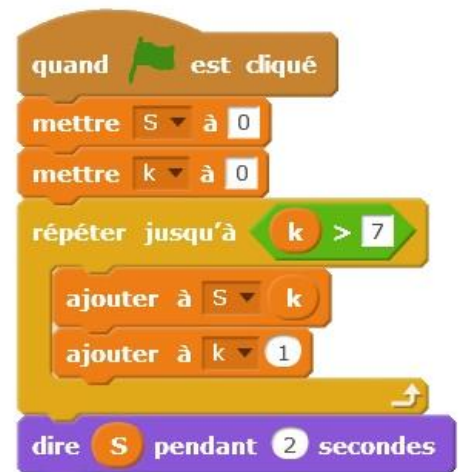 quand est cliqué
mettre S à 0
mettre k à 0
répéter jusqu'à k > 7
ajouter à S k
ajouter à k 1
dire S pendant 2 secondes